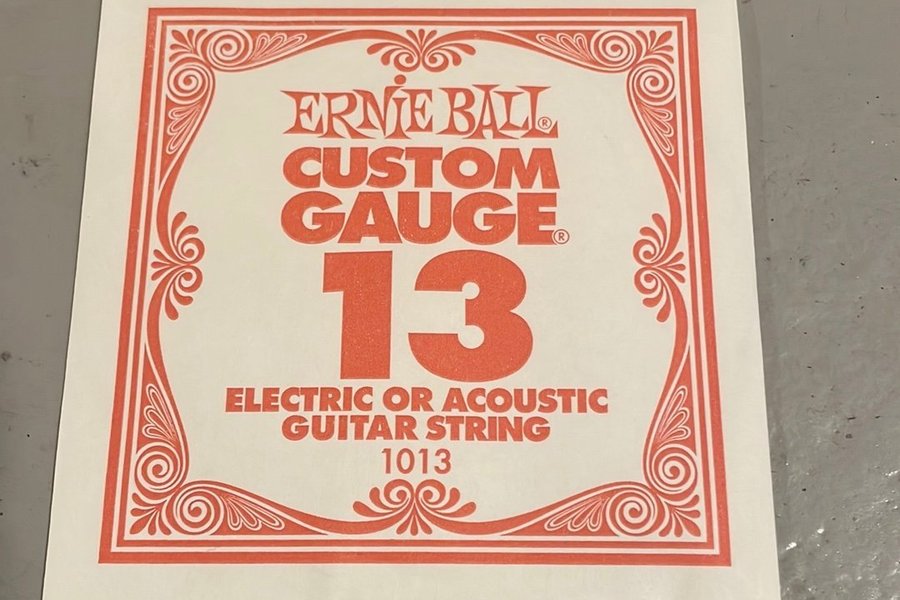 ERNiE BALL®
CUSTOM
GAUGE®
13
ELECTRIC OR ACOUSTIC
GUITAR STRING
1013